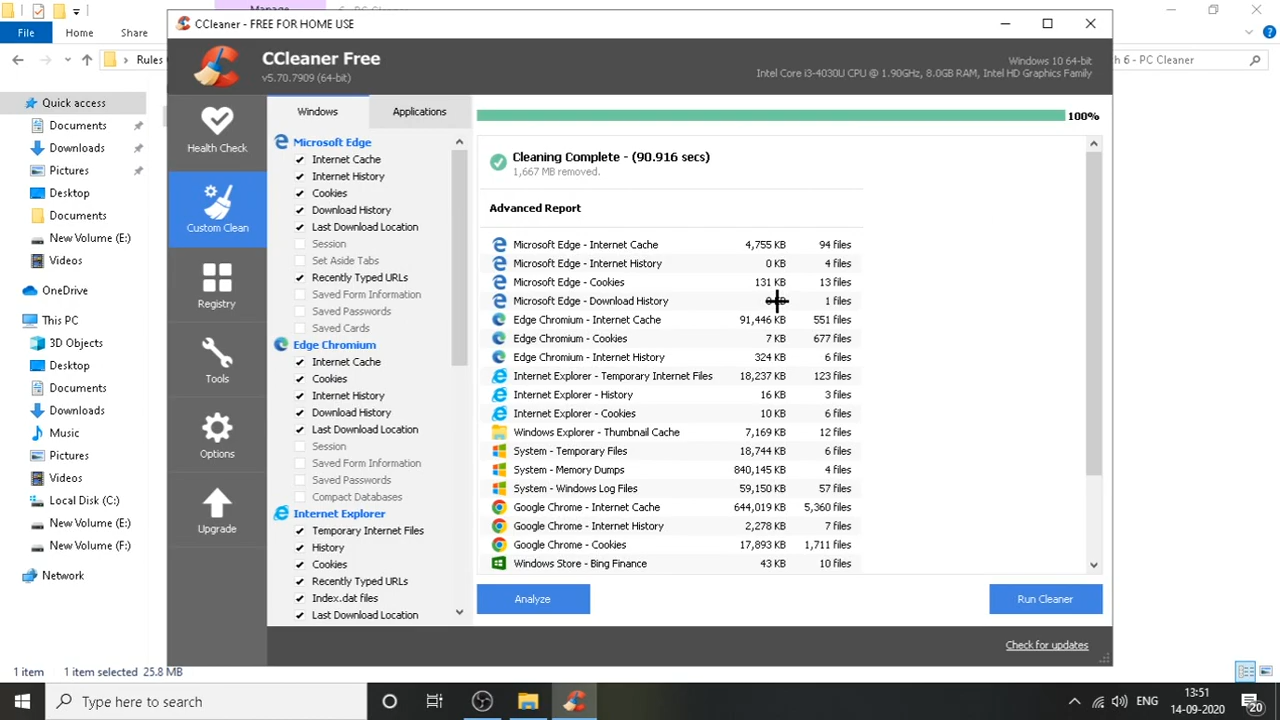 Manage
6 - PC Cleaner
File
Home
Share
Rules
h 6 - PC Cleaner
CCleaner - FREE FOR HOME USE
CCleaner Free
v5.70.7909 (64-bit)
Windows 10 64-bit
Intel Core i3-4030U CPU @ 1.90GHz, 8.0GB RAM, Intel HD Graphics Family
Quick access
Documents
Downloads
Pictures
Desktop
Documents
New Volume (E:)
Videos
OneDrive
This PC
3D Objects
Desktop
Documents
Downloads
Music
Pictures
Videos
Local Disk (C:)
New Volume (E:)
New Volume (F:)
Network
1 item
1 item selected 25.8 MB
Health Check
Custom Clean
Registry
Tools
Options
Upgrade
Windows
Applications
Microsoft Edge
Internet Cache
Internet History
Cookies
Download History
Last Download Location
Session
Set Aside Tabs
Recently Typed URLs
Saved Form Information
Saved Passwords
Saved Cards
Edge Chromium
Internet Cache
Cookies
Internet History
Download History
Last Download Location
Session
Saved Form Information
Saved Passwords
Compact Databases
Internet Explorer
Temporary Internet Files
History
Cookies
Recently Typed URLs
Index.dat files
Last Download Location
100%
Cleaning Complete - (90.916 secs)
1,667 MB removed.
Advanced Report
Microsoft Edge - Internet Cache 4,755 KB 94 files
Microsoft Edge - Internet History 0 KB 4 files
Microsoft Edge - Cookies 131 KB 13 files
Microsoft Edge - Download History 1 files
Edge Chromium - Internet Cache 91,446 KB 551 files
Edge Chromium - Cookies 7 KB 677 files
Edge Chromium - Internet History 324 KB 6 files
Internet Explorer - Temporary Internet Files 18,237 KB 123 files
Internet Explorer - History 16 KB 3 files
Internet Explorer - Cookies 10 KB 6 files
Windows Explorer - Thumbnail Cache 7,169 KB 12 files
System - Temporary Files 18,744 KB 6 files
System - Memory Dumps 840,145 KB 4 files
System - Windows Log Files 59,150 KB 57 files
Google Chrome - Internet Cache 644,019 KB 5,360 files
Google Chrome - Internet History 2,278 KB 7 files
Google Chrome - Cookies 17,893 KB 1,711 files
Windows Store - Bing Finance 43 KB 10 files
Analyze
Run Cleaner
Check for updates
Type here to search
ENG
13:51
14-09-2020
20